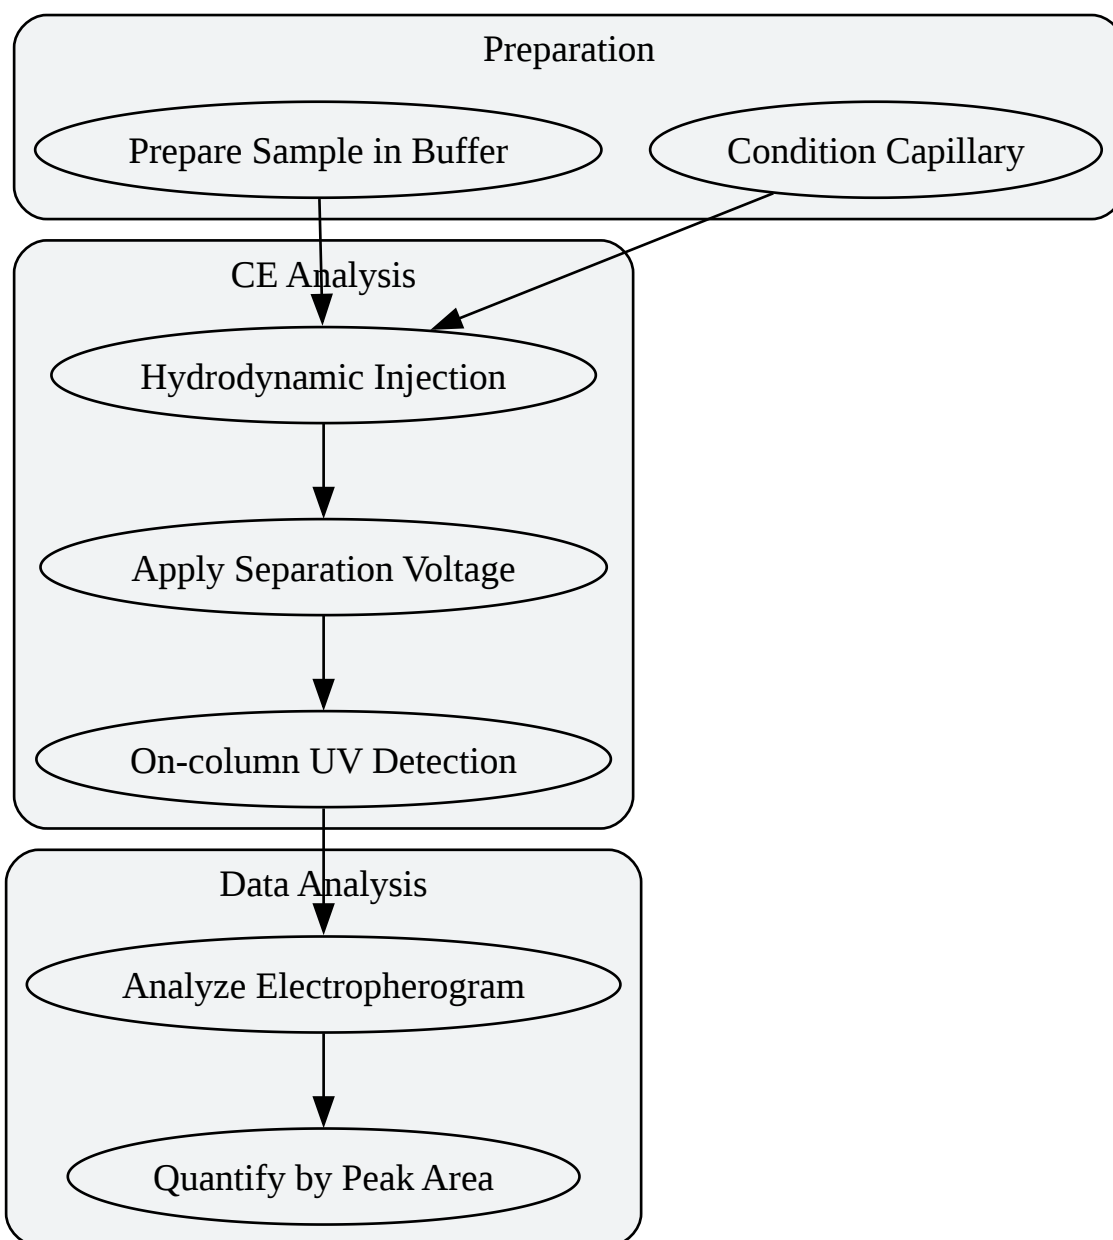 Preparation
Prepare Sample in Buffer
Condition Capillary
CE Analysis
Hydrodynamic Injection
Apply Separation Voltage
On-column UV Detection
Data Analysis
Analyze Electropherogram
Quantify by Peak Area